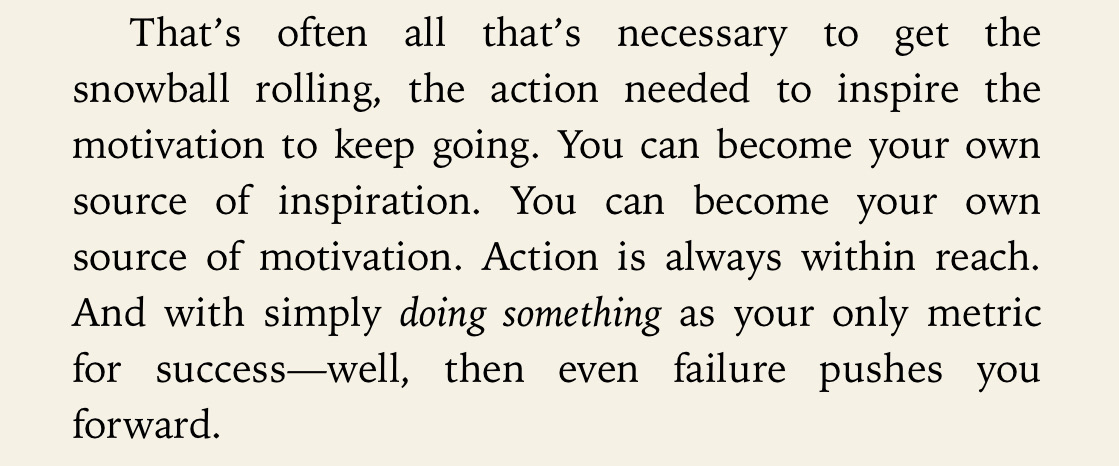 That’s often all that’s necessary to get the
snowball rolling, the action needed to inspire the
motivation to keep going. You can become your own
source of inspiration. You can become your own
source of motivation. Action is always within reach.
And with simply doing something as your only metric
for success—well, then even failure pushes you
forward.